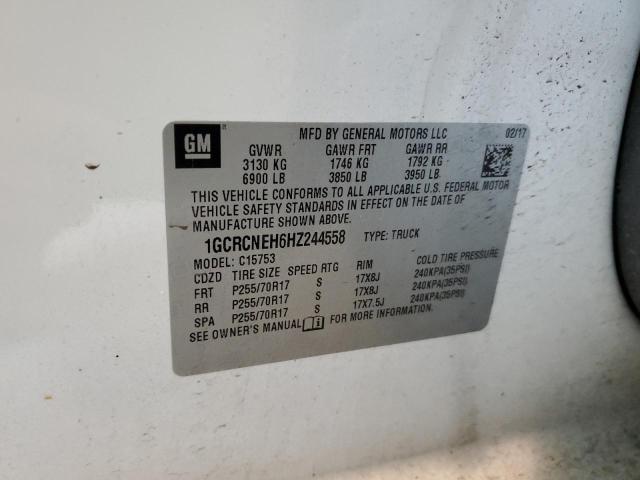 GM
MFD BY GENERAL MOTORS LLC 02/17
GVWR GAWR FRT GAWR RR
3130 KG 1746 KG 1792 KG
6900 LB 3850 LB 3950 LB
THIS VEHICLE CONFORMS TO ALL APPLICABLE U.S. FEDERAL MOTOR
VEHICLE SAFETY STANDARDS IN EFFECT ON THE DATE OF
MANUFACTURE SHOWN ABOVE.
1GCRCNEH6HZ244558 TYPE: TRUCK
MODEL: C15753
CDZD TIRE SIZE SPEED RTG RIM COLD TIRE PRESSURE
FRT P255/70R17 S 17X8J 240KPA(35PSI)
RR P255/70R17 S 17X8J 240KPA(35PSI)
SPA P255/70R17 S 17X7.5J 240KPA(35PSI)
SEE OWNER'S MANUAL FOR MORE INFORMATION.